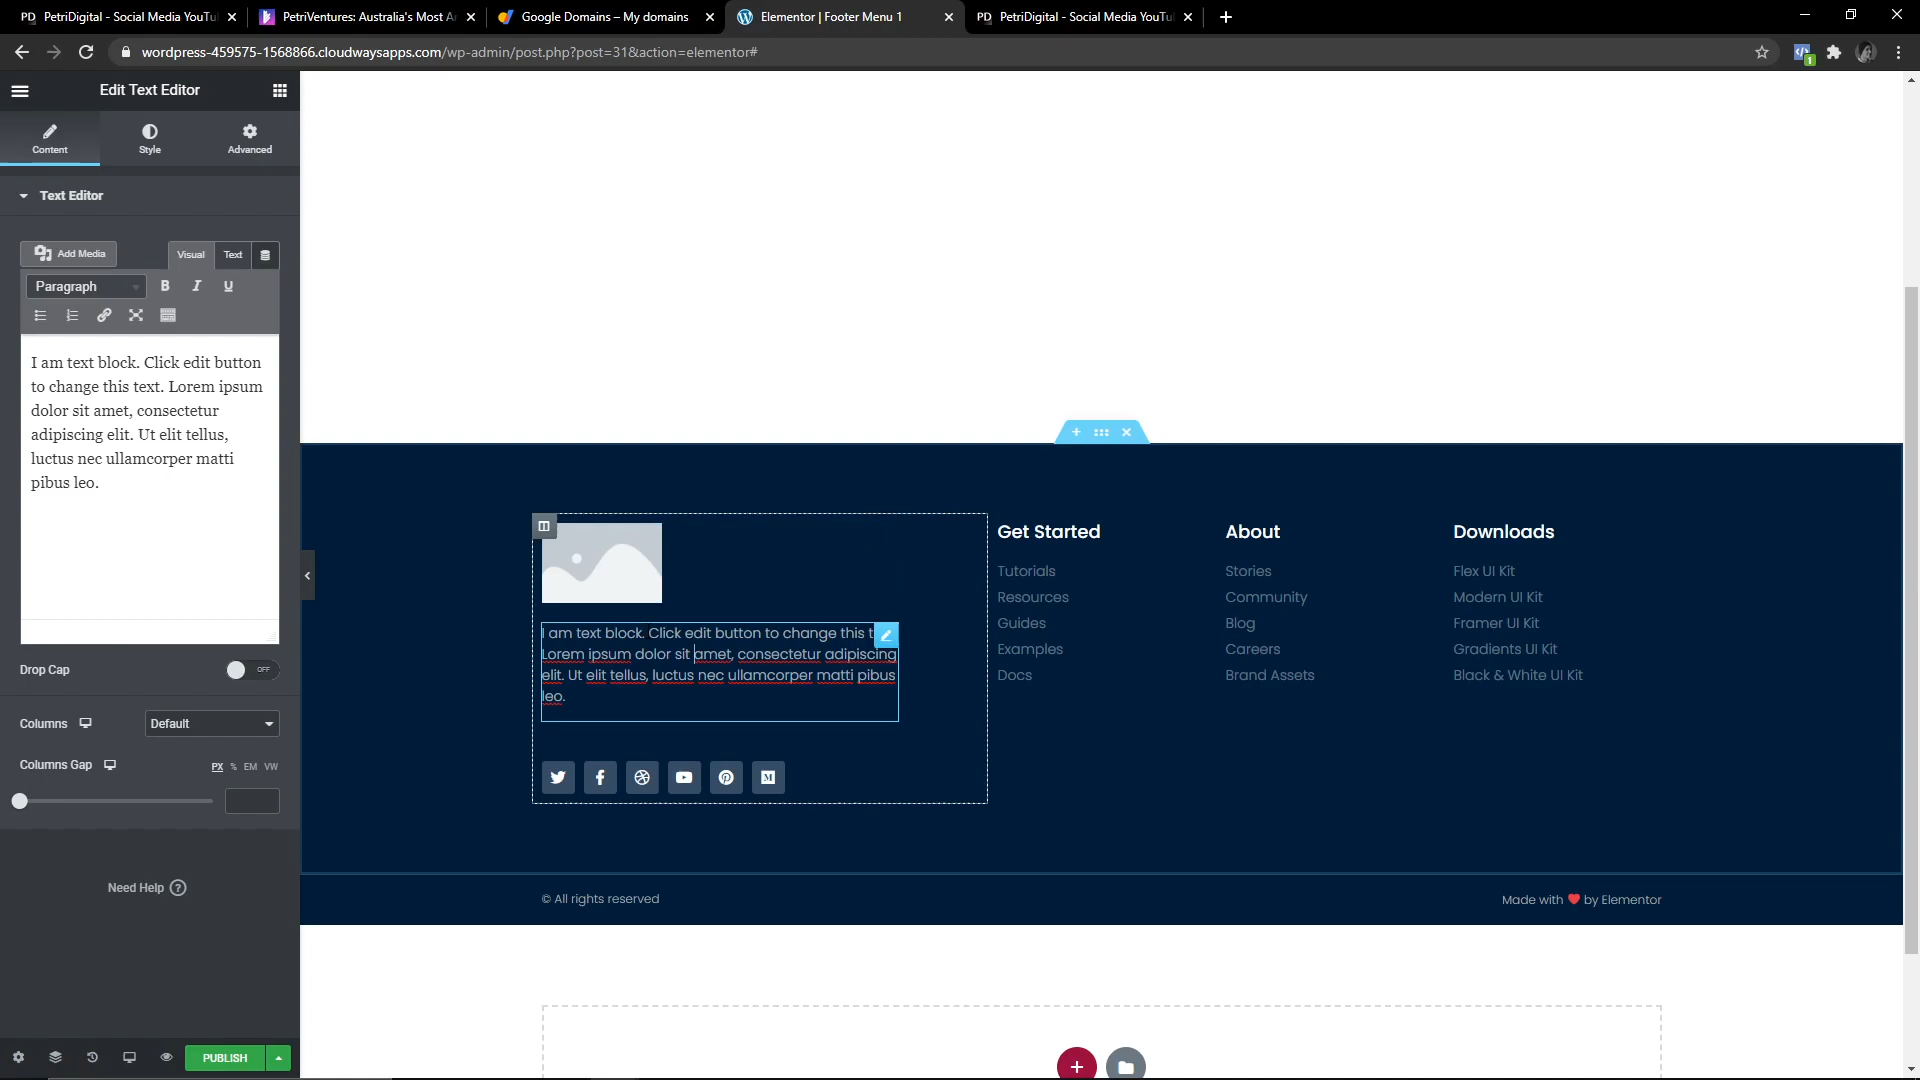 PD PetriDigital - Social Media YouTu
PetriVentures: Australia's Most A
Google Domains – My domains
Elementor | Footer Menu 1
PD PetriDigital - Social Media YouTu
wordpress-459575-1568866.cloudwaysapps.com/wp-admin/post.php?post=31&action=elementor#
1
Edit Text Editor
Content
Style
Advanced
Text Editor
Add Media
Visual
Text
Paragraph
B I U
I am text block. Click edit button
to change this text. Lorem ipsum
dolor sit amet, consectetur
adipiscing elit. Ut elit tellus,
luctus nec ullamcorper matti
pibus leo.
Drop Cap
OFF
Columns
Default
Columns Gap
PX % EM VW
Need Help ?
PUBLISH
I am text block. Click edit button to change this t
Lorem ipsum dolor sit amet, consectetur adipiscing
elit. Ut elit tellus, luctus nec ullamcorper matti pibus
leo.
Get Started
Tutorials
Resources
Guides
Examples
Docs
About
Stories
Community
Blog
Careers
Brand Assets
Downloads
Flex UI Kit
Modern UI Kit
Framer UI Kit
Gradients UI Kit
Black & White UI Kit
© All rights reserved
Made with ❤ by Elementor